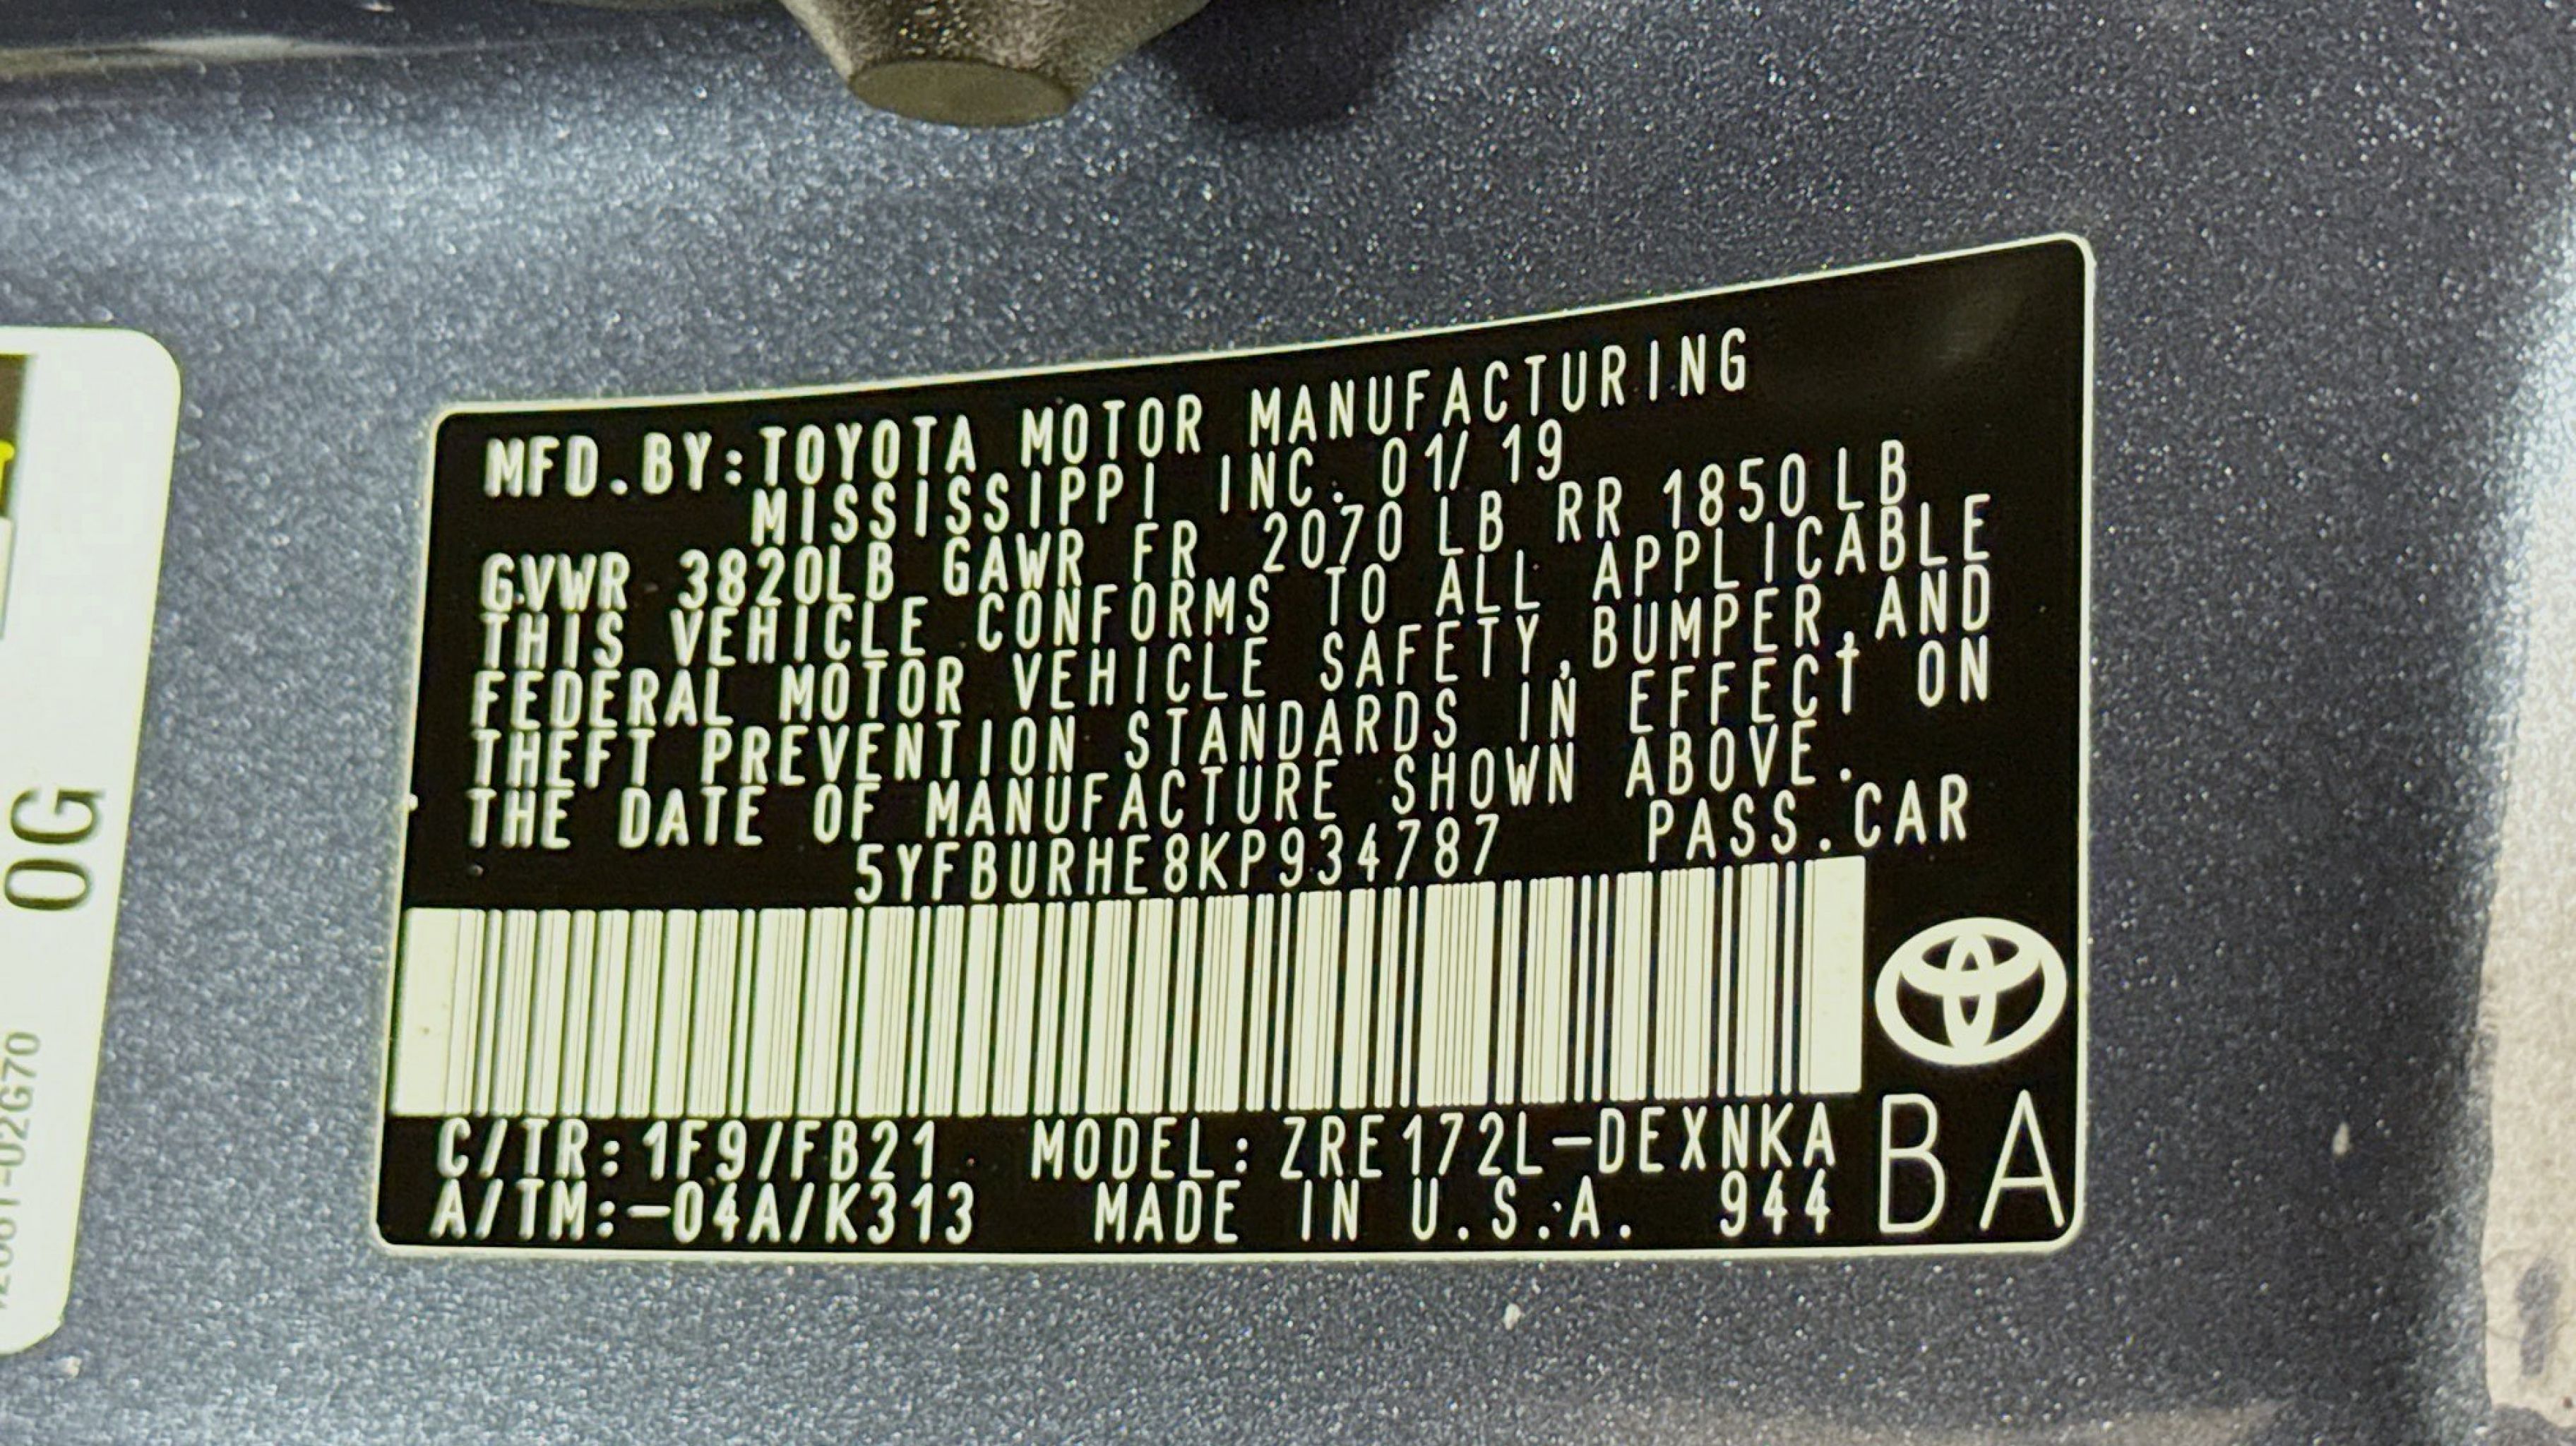 MFD.BY:TOYOTA MOTOR MANUFACTURING
MISSISSIPPI INC. 01/19
GVWR 3820LB GAWR FR 2070 LB RR 1850LB
THIS VEHICLE CONFORMS TO ALL APPLICABLE
FEDERAL MOTOR VEHICLE SAFETY,BUMPER,AND
THEFT PREVENTION STANDARDS IN EFFECT ON
THE DATE OF MANUFACTURE SHOWN ABOVE.
5YFBURHE8KP934787 PASS.CAR
C/TR:1F9/FB21 MODEL:ZRE172L-DEXNKA
A/TM:-04A/K313 MADE IN U.S.A. 944
BA
0G